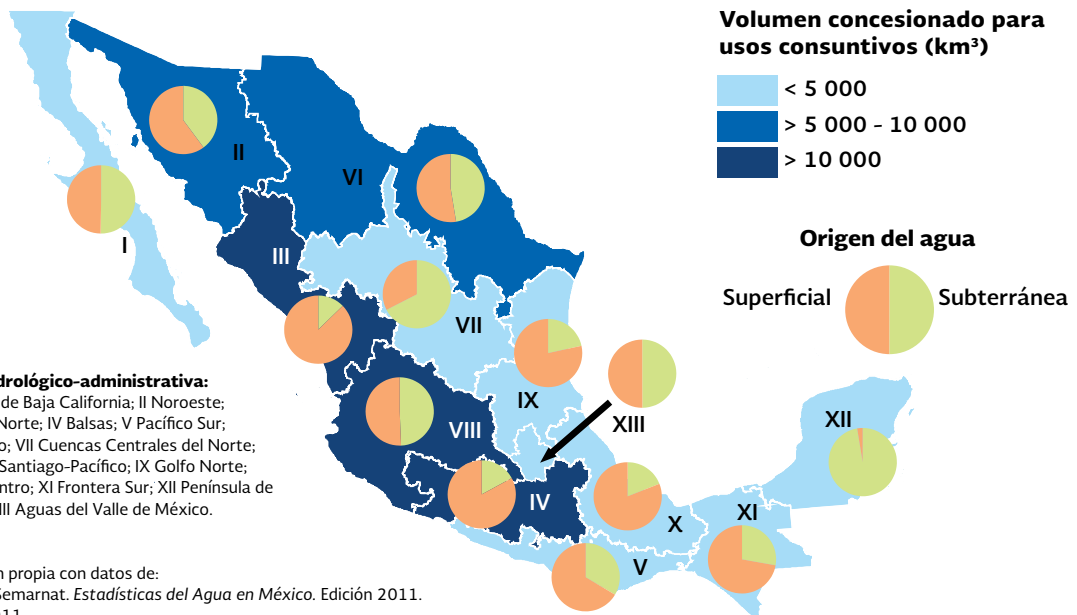 Volumen concesionado para
usos consuntivos (km³)
< 5 000
> 5 000 - 10 000
> 10 000
Origen del agua
Superficial
Subterránea
I
II
III
IV
V
VI
VII
VIII
IX
X
XI
XII
XIII
drológico-administrativa:
de Baja California; II Noroeste;
Norte; IV Balsas; V Pacífico Sur;
o; VII Cuencas Centrales del Norte;
Santiago-Pacífico; IX Golfo Norte;
ntro; XI Frontera Sur; XII Península de
III Aguas del Valle de México.
n propia con datos de:
Semarnat. Estadísticas del Agua en México. Edición 2011.